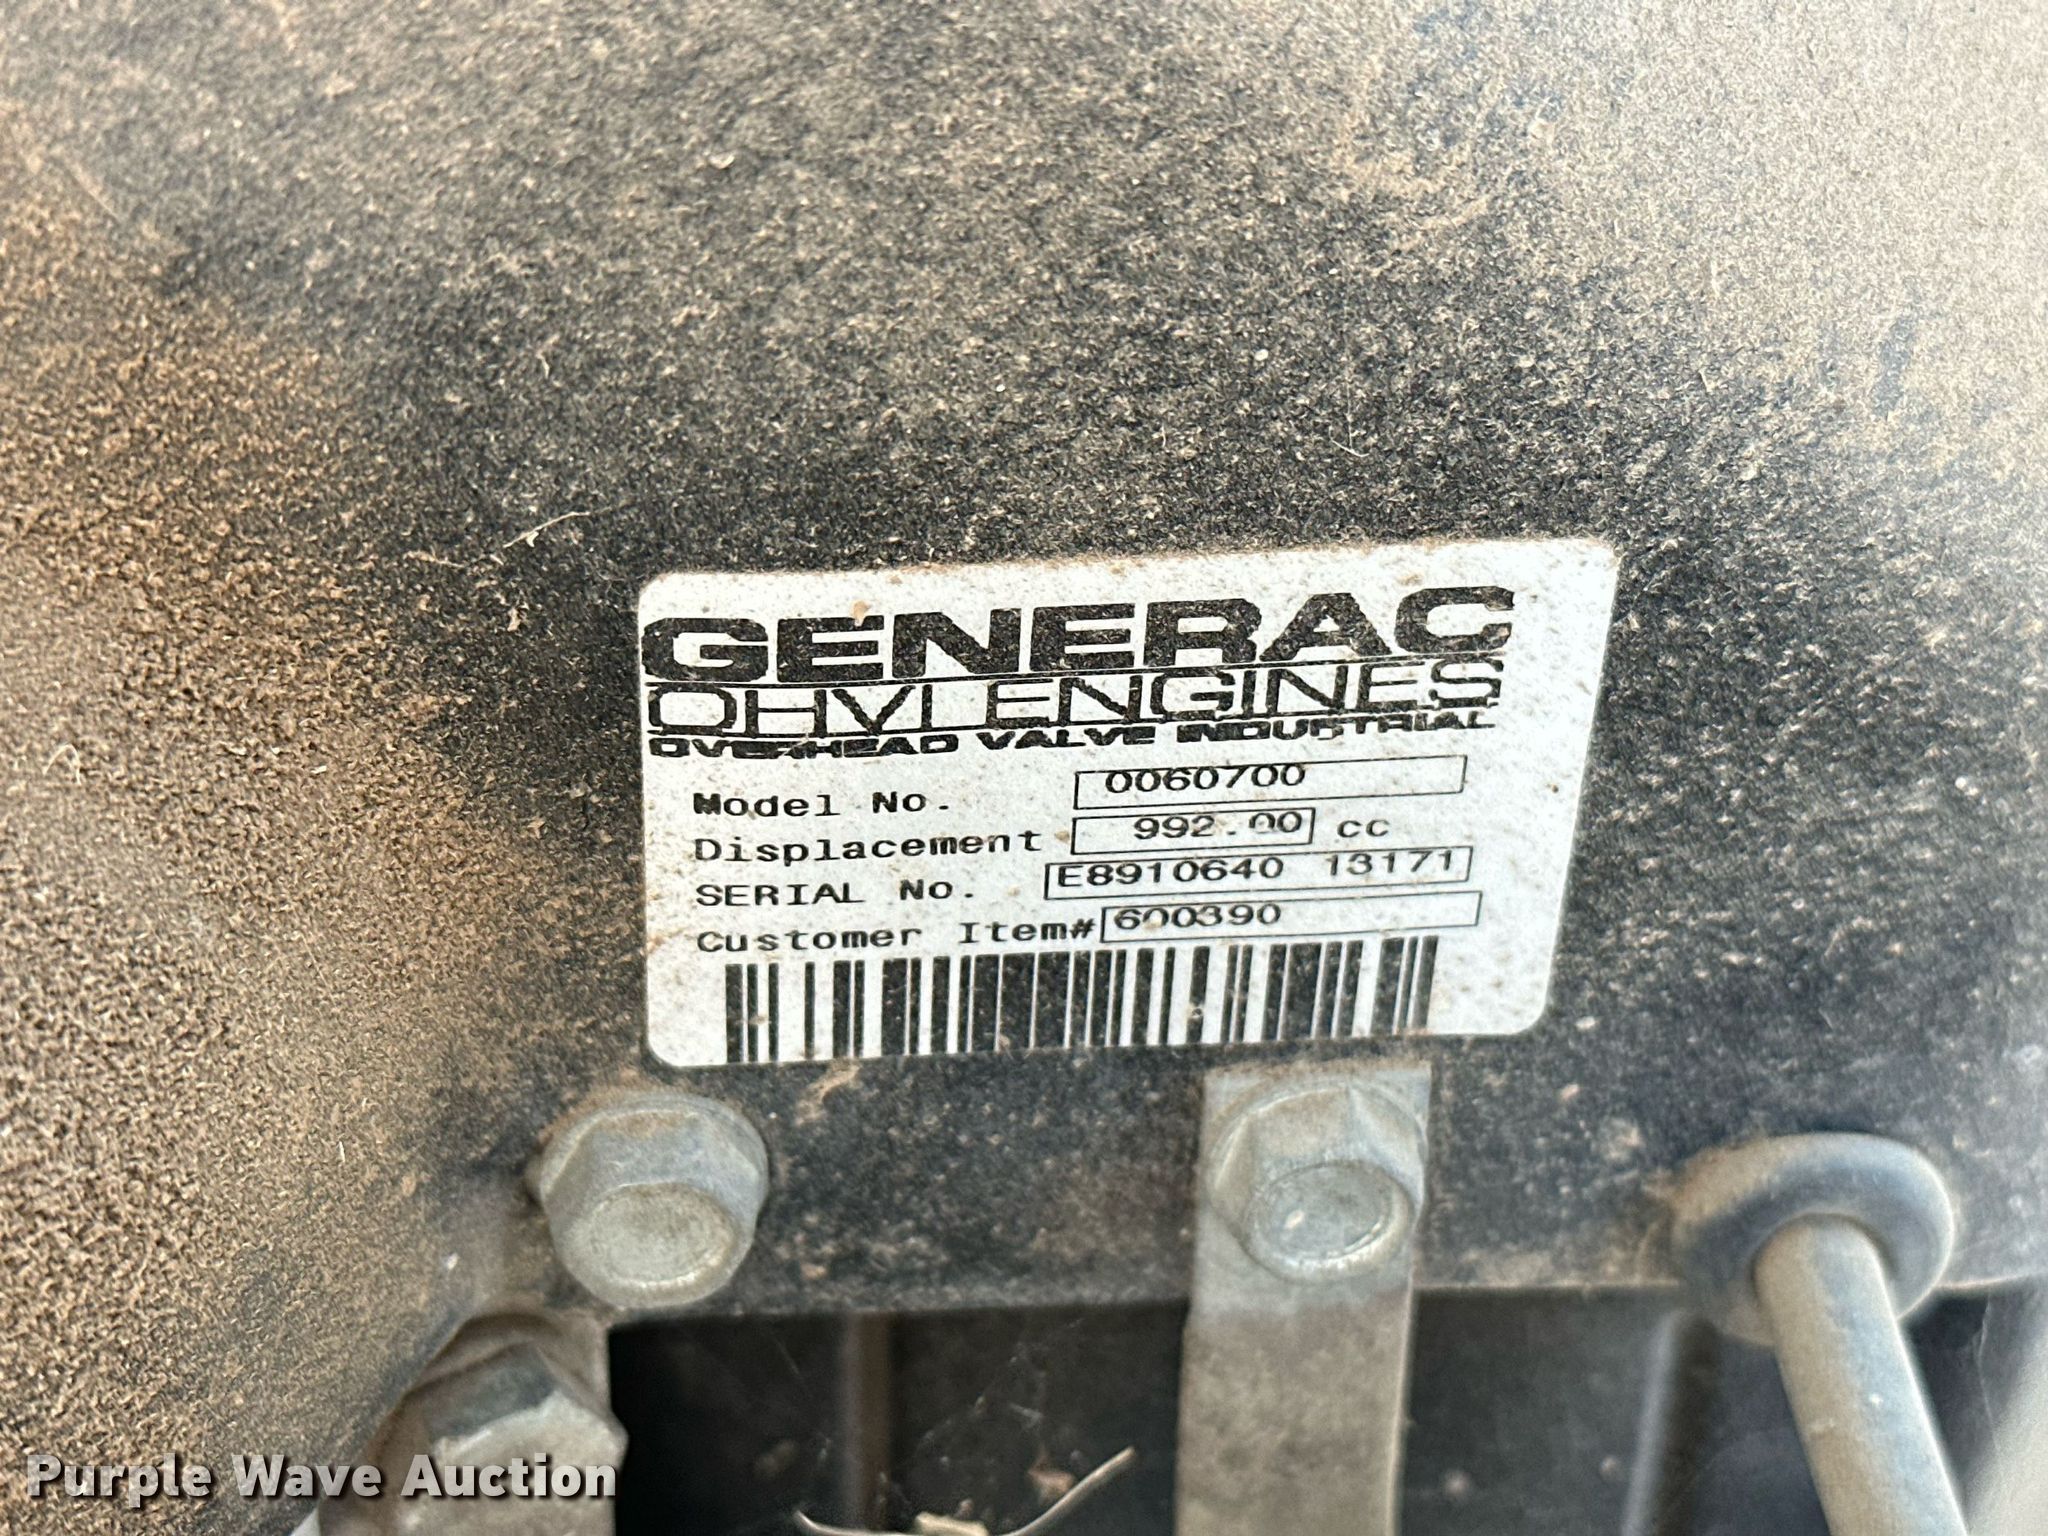 GENERAC
OHVI ENGINES
OVERHEAD VALVE INDUSTRIAL
Model No. 0060700
Displacement 992.00 cc
SERIAL No. E8910640 13171
Customer Item# 600390
Purple Wave Auction